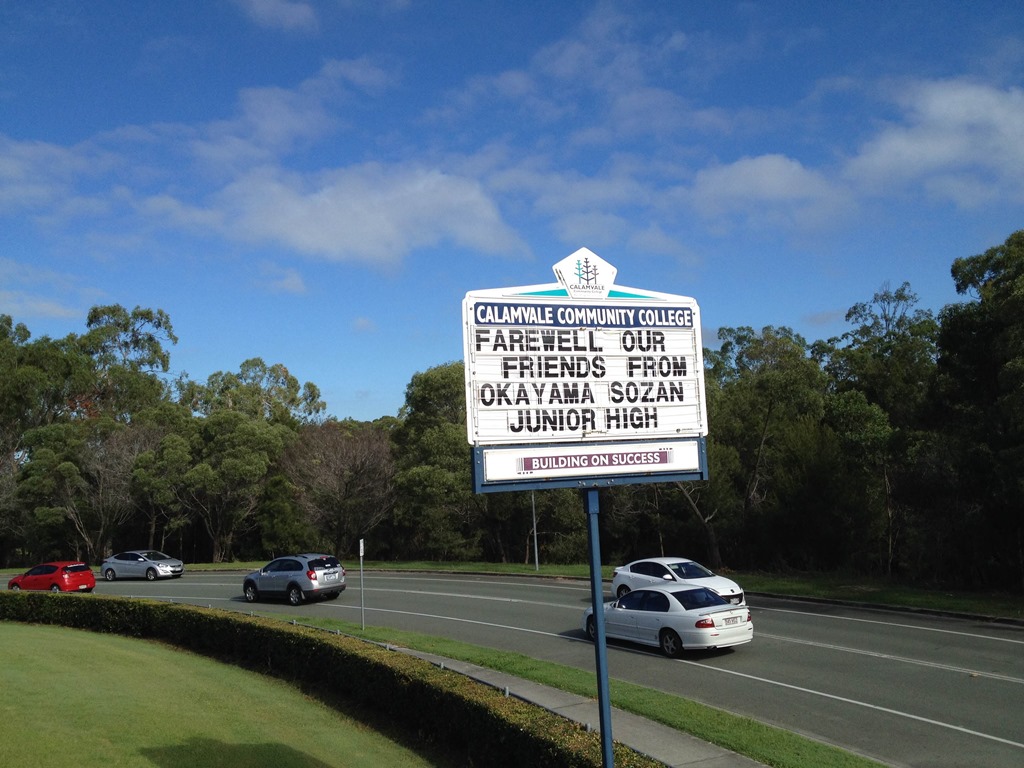 CALAMVALE
CALAMVALE COMMUNITY COLLEGE
FAREWELL OUR
FRIENDS FROM
OKAYAMA SOZAN
JUNIOR HIGH
BUILDING ON SUCCESS